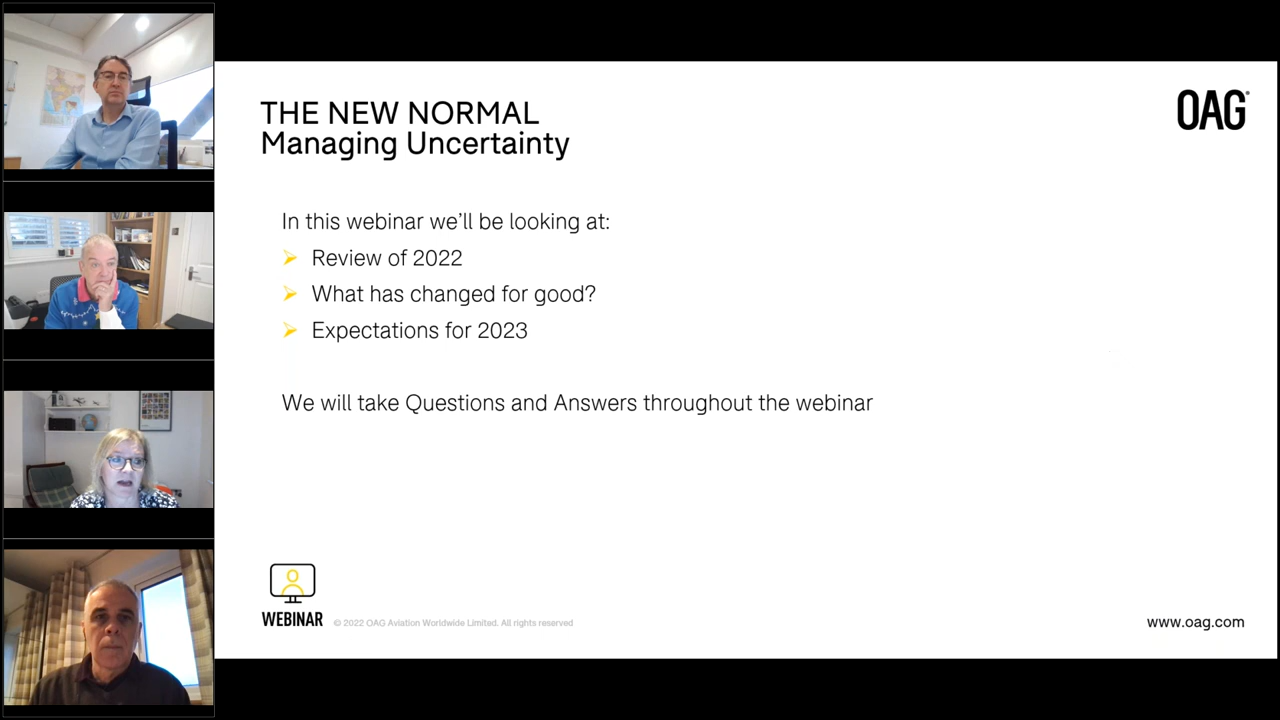 THE NEW NORMAL
Managing Uncertainty
OAG
In this webinar we'll be looking at:
Review of 2022
What has changed for good?
Expectations for 2023
We will take Questions and Answers throughout the webinar
WEBINAR
© 2022 OAG Aviation Worldwide Limited. All rights reserved
www.oag.com